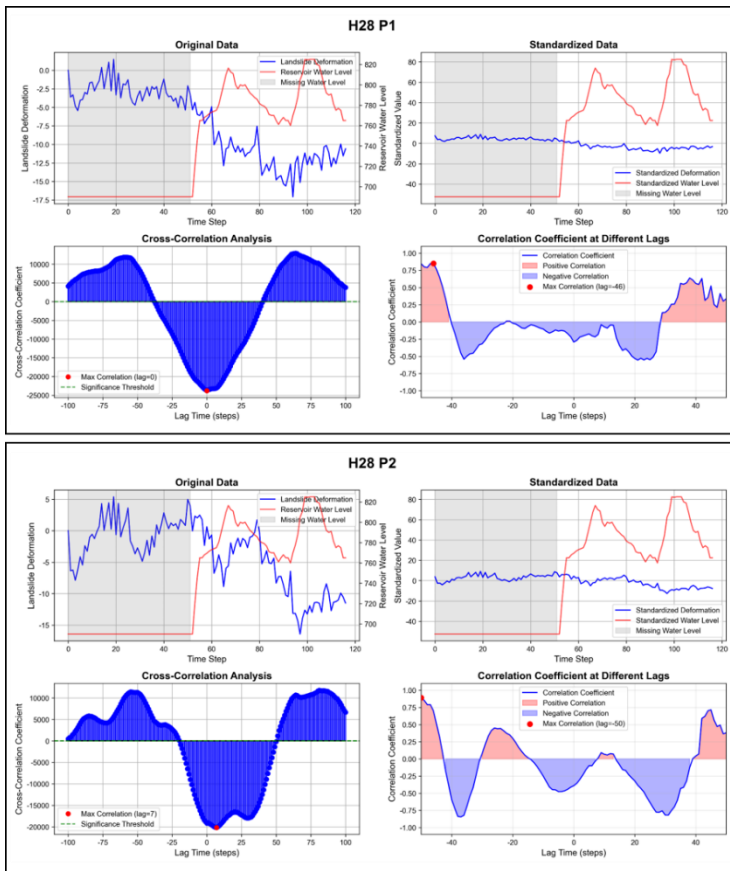 H28 P1
Original Data
Landslide Deformation
Reservoir Water Level
Missing Water Level
Landslide Deformation
0.0
-2.5
-5.0
-7.5
-10.0
-12.5
-15.0
-17.5
820
800
780
760
740
720
700
Reservoir Water Level
0 20 40 60 80 100 120
Time Step
Standardized Data
Standardized Value
80
60
40
20
0
-20
-40
Standardized Deformation
Standardized Water Level
Missing Water Level
0 20 40 60 80 100 120
Time Step
Cross-Correlation Analysis
Cross-Correlation Coefficient
10000
5000
0
-5000
-10000
-15000
-20000
-25000
Max Correlation (lag=0)
Significance Threshold
-100 -75 -50 -25 0 25 50 75 100
Lag Time (steps)
Correlation Coefficient at Different Lags
Correlation Coefficient
1.00
0.75
0.50
0.25
0.00
-0.25
-0.50
-0.75
-1.00
Correlation Coefficient
Positive Correlation
Negative Correlation
Max Correlation (lag=-46)
-40 -20 0 20 40
Lag Time (steps)
H28 P2
Original Data
Landslide Deformation
Reservoir Water Level
Missing Water Level
Landslide Deformation
5
0
-5
-10
-15
820
800
780
760
740
720
700
Reservoir Water Level
0 20 40 60 80 100 120
Time Step
Standardized Data
Standardized Value
80
60
40
20
0
-20
-40
Standardized Deformation
Standardized Water Level
Missing Water Level
0 20 40 60 80 100 120
Time Step
Cross-Correlation Analysis
Cross-Correlation Coefficient
10000
5000
0
-5000
-10000
-15000
-20000
Max Correlation (lag=7)
Significance Threshold
-100 -75 -50 -25 0 25 50 75 100
Lag Time (steps)
Correlation Coefficient at Different Lags
Correlation Coefficient
1.00
0.75
0.50
0.25
0.00
-0.25
-0.50
-0.75
-1.00
Correlation Coefficient
Positive Correlation
Negative Correlation
Max Correlation (lag=-50)
-40 -20 0 20 40
Lag Time (steps)